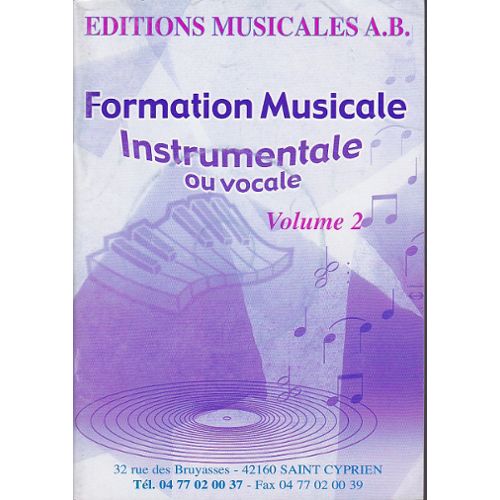 EDITIONS MUSICALES A.B.
Formation Musicale
Instrumentale
ou vocale
Volume 2
32 rue des Bruyasses - 42160 SAINT CYPRIEN
Tél. 04 77 02 00 37 - Fax 04 77 02 00 39